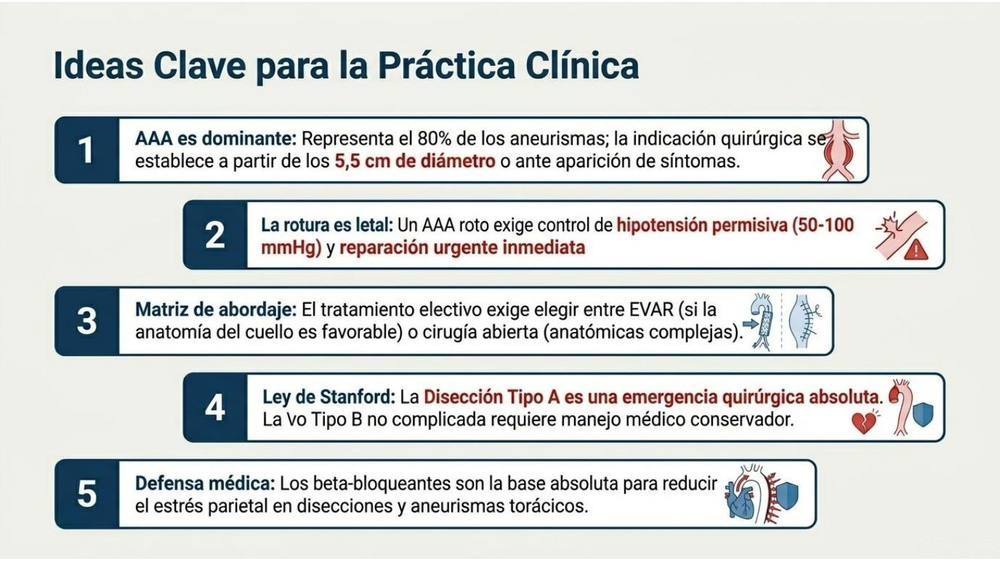 Ideas Clave para la Práctica Clínica
1
AAA es dominante: Representa el 80% de los aneurismas; la indicación quirúrgica se
establece a partir de los 5,5 cm de diámetro o ante aparición de síntomas.
2
La rotura es letal: Un AAA roto exige control de hipotensión permisiva (50-100
mmHg) y reparación urgente inmediata
3
Matriz de abordaje: El tratamiento electivo exige elegir entre EVAR (si la
anatomía del cuello es favorable) o cirugía abierta (anatómicas complejas).
4
Ley de Stanford: La Disección Tipo A es una emergencia quirúrgica absoluta.
La Vo Tipo B no complicada requiere manejo médico conservador.
5
Defensa médica: Los beta-bloqueantes son la base absoluta para reducir
el estrés parietal en disecciones y aneurismas torácicos.